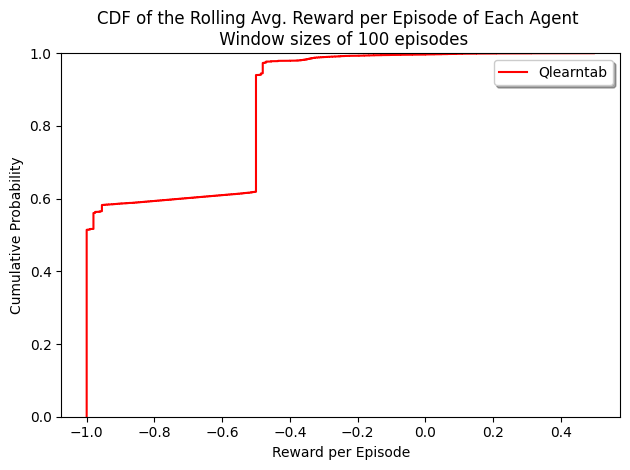 CDF of the Rolling Avg. Reward per Episode of Each Agent
Window sizes of 100 episodes
Qlearntab
Cumulative Probability
1.0
0.8
0.6
0.4
0.2
0.0
−1.0 −0.8 −0.6 −0.4 −0.2 0.0 0.2 0.4
Reward per Episode